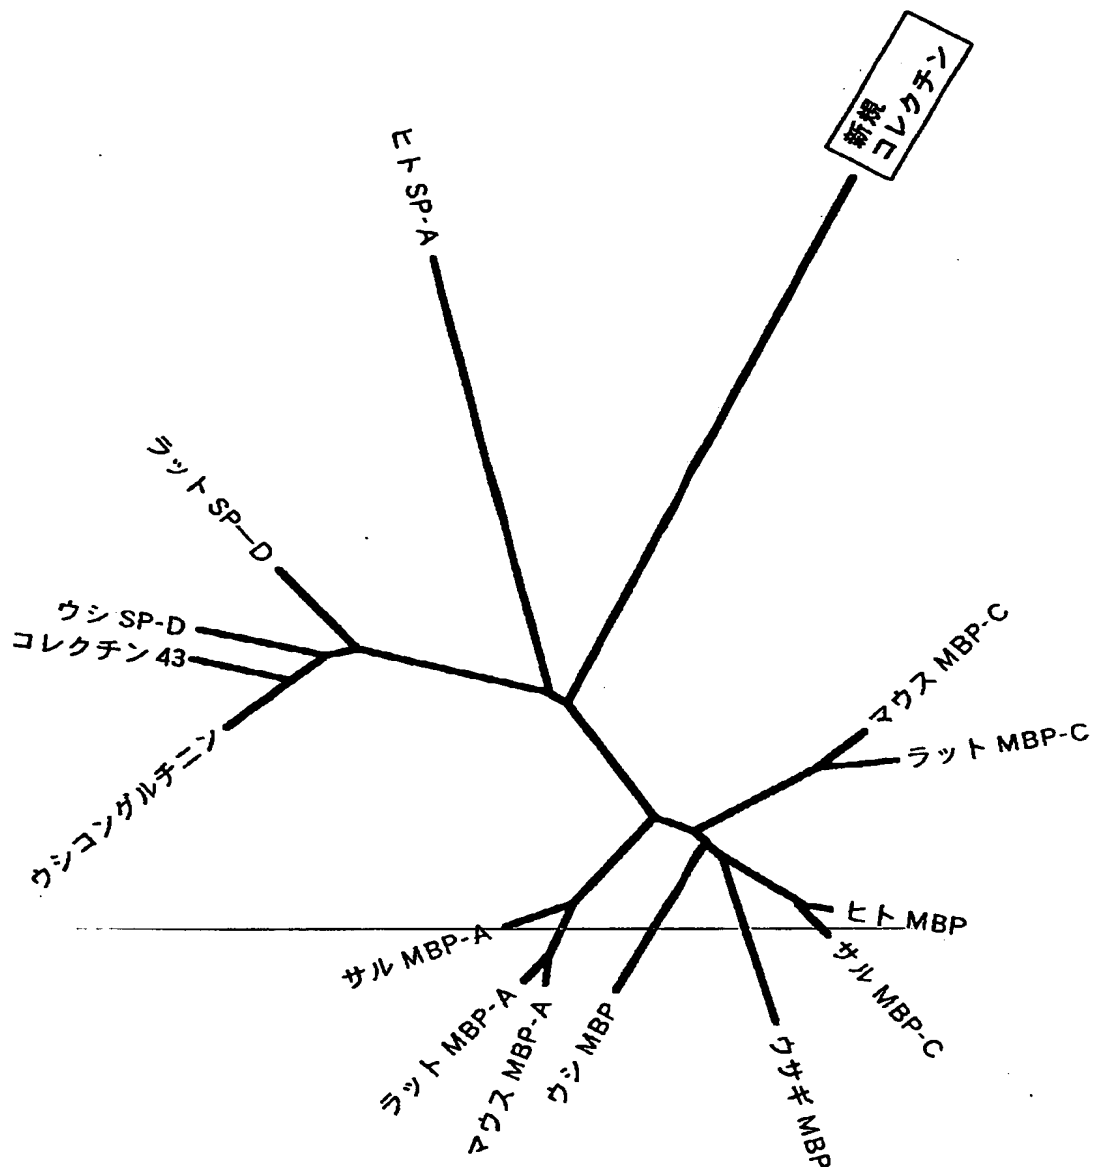 新規
コレクチン
ヒト SP-A
ラット SP—D
ウシ SP-D
コレクチン 43
ウシコングルチニン
マウス MBP-C
ラット MBP-C
ヒト MBP
サル MBP-C
サル MBP-A
ラット MBP-A
マウス MBP-A
ウシ MBP
ウサギ MBP